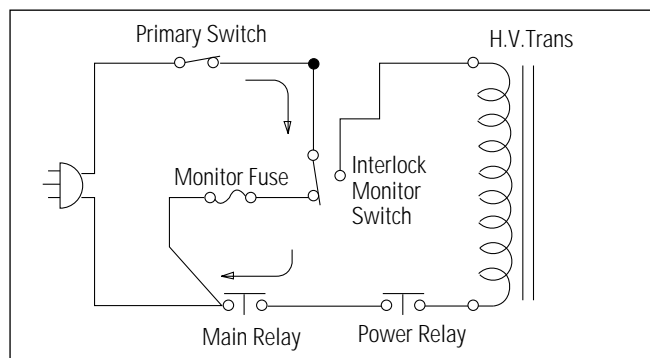 Primary Switch
H.V.Trans
Monitor Fuse
Interlock
Monitor
Switch
Main Relay
Power Relay